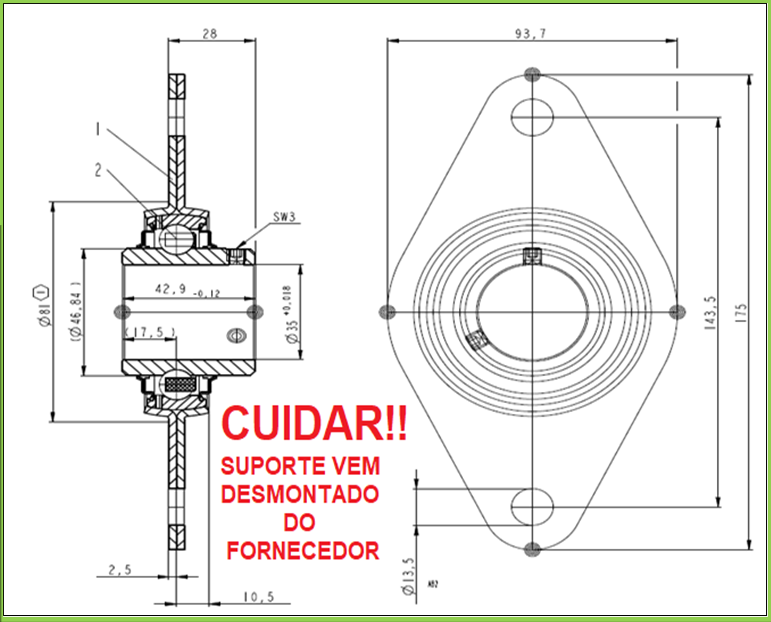 28
93,7
1
2
SW3
42,9 -0,12
(17,5)
Ø81 1
(Ø46,84)
Ø35 +0,018
143,5
175
CUIDAR!!
SUPORTE VEM
DESMONTADO
DO
FORNECEDOR
2,5
10,5
Ø13,5